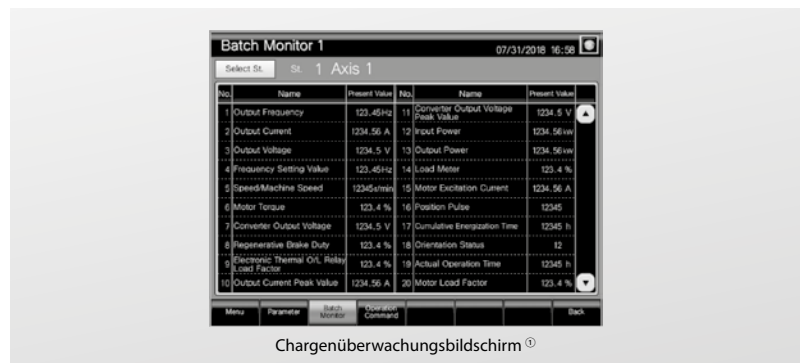 Batch Monitor 1
07/31/2018 16:58
Select St.
St. 1 Axis 1
No. Name Present Value No. Name Present Value
1 Output Frequency 123.45Hz 11 Converter Output Voltage Peak Value 1234.5 V
2 Output Current 1234.56 A 12 Input Power 1234.56 kW
3 Output Voltage 1234.5 V 13 Output Power 1234.56 kW
4 Frequency Setting Value 123.45Hz 14 Load Meter 123.4 %
5 Speed/Machine Speed 12345r/min 15 Motor Excitation Current 1234.56 A
6 Motor Torque 123.4 % 16 Position Pulse 12345
7 Converter Output Voltage 1234.5 V 17 Cumulative Energization Time 12345 h
8 Regenerative Brake Duty 123.4 % 18 Orientation Status 12
9 Electronic Thermal O/L Relay Load Factor 123.4 % 19 Actual Operation Time 12345 h
10 Output Current Peak Value 1234.56 A 20 Motor Load Factor 123.4 %
Menu Parameter Batch Monitor Operation Command Back
Chargenüberwachungsbildschirm ①